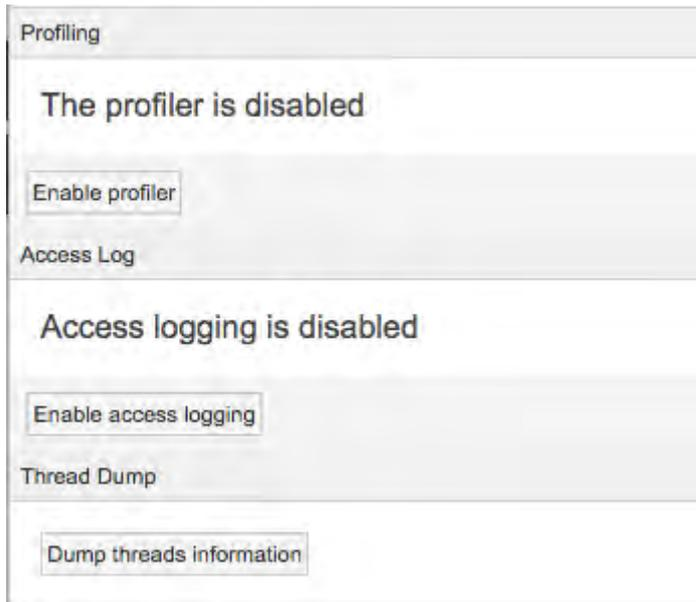 Profiling
The profiler is disabled
Enable profiler
Access Log
Access logging is disabled
Enable access logging
Thread Dump
Dump threads information